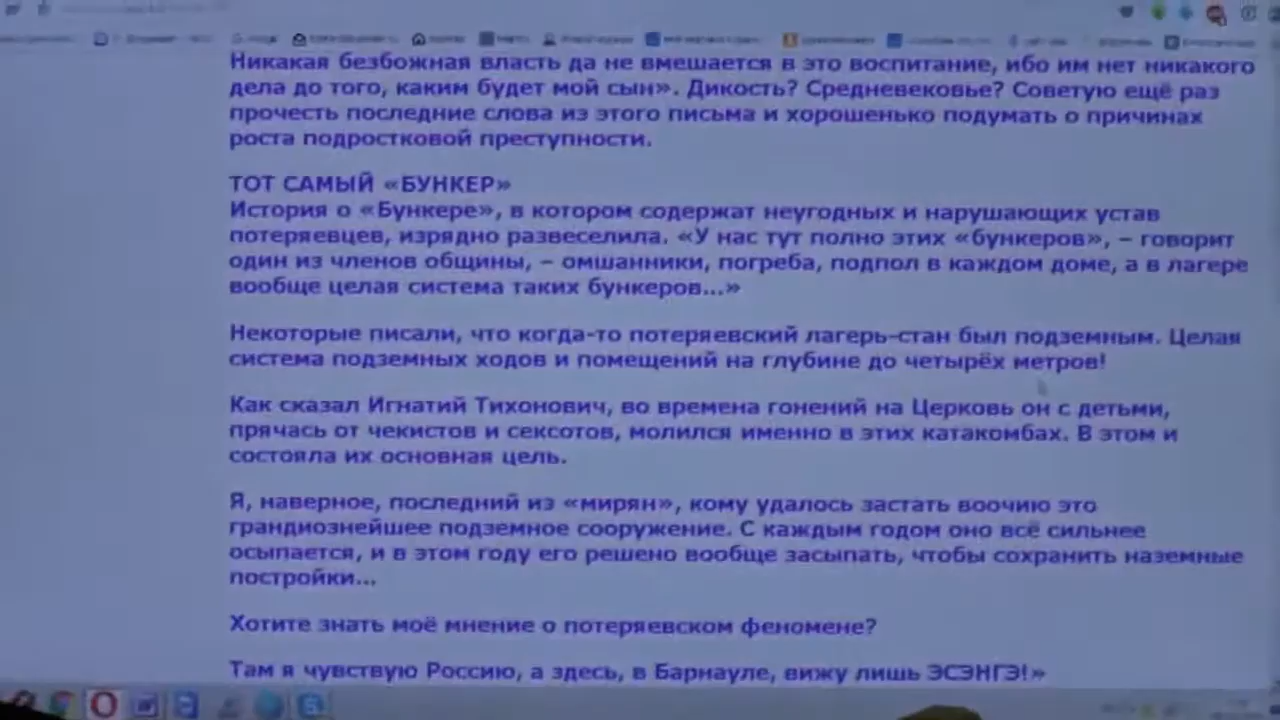 Никакая безбожная власть да не вмешается в это воспитание, ибо им нет никакого
дела до того, каким будет мой сын». Дикость? Средневековье? Советую ещё раз
прочесть последние слова из этого письма и хорошенько подумать о причинах
роста подростковой преступности.
ТОТ САМЫЙ «БУНКЕР»
История о «Бункере», в котором содержат неугодных и нарушающих устав
потеряевцев, изрядно развеселила. «У нас тут полно этих «бункеров», – говорит
один из членов общины, – омшанники, погреба, подпол в каждом доме, а в лагере
вообще целая система таких бункеров...»
Некоторые писали, что когда-то потеряевский лагерь-стан был подземным. Целая
система подземных ходов и помещений на глубине до четырёх метров!
Как сказал Игнатий Тихонович, во времена гонений на Церковь он с детьми,
прячась от чекистов и сексотов, молился именно в этих катакомбах. В этом и
состояла их основная цель.
Я, наверное, последний из «мирян», кому удалось застать воочию это
грандиознейшее подземное сооружение. С каждым годом оно всё сильнее
осыпается, и в этом году его решено вообще засыпать, чтобы сохранить наземные
постройки...
Хотите знать моё мнение о потеряевском феномене?
Там я чувствую Россию, а здесь, в Барнауле, вижу лишь ЭСЭНГЭ!»